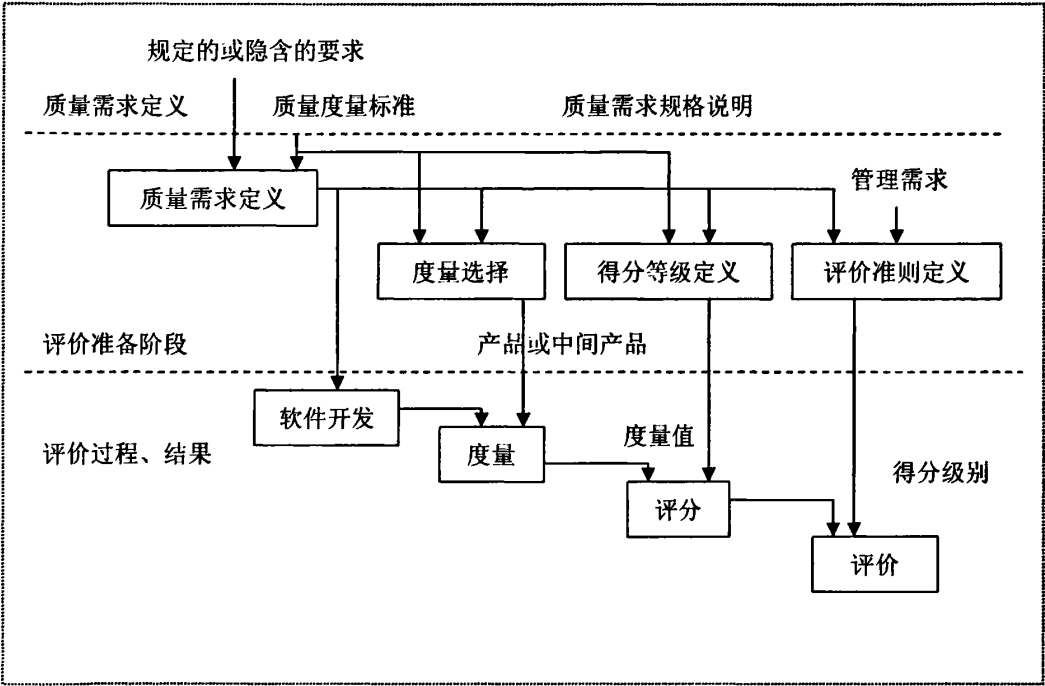 规定的或隐含的要求
质量需求定义 质量度量标准 质量需求规格说明
质量需求定义 管理需求
度量选择 得分等级定义 评价准则定义
评价准备阶段 产品或中间产品
软件开发
评价过程、结果 度量 度量值
得分级别
评分
评价